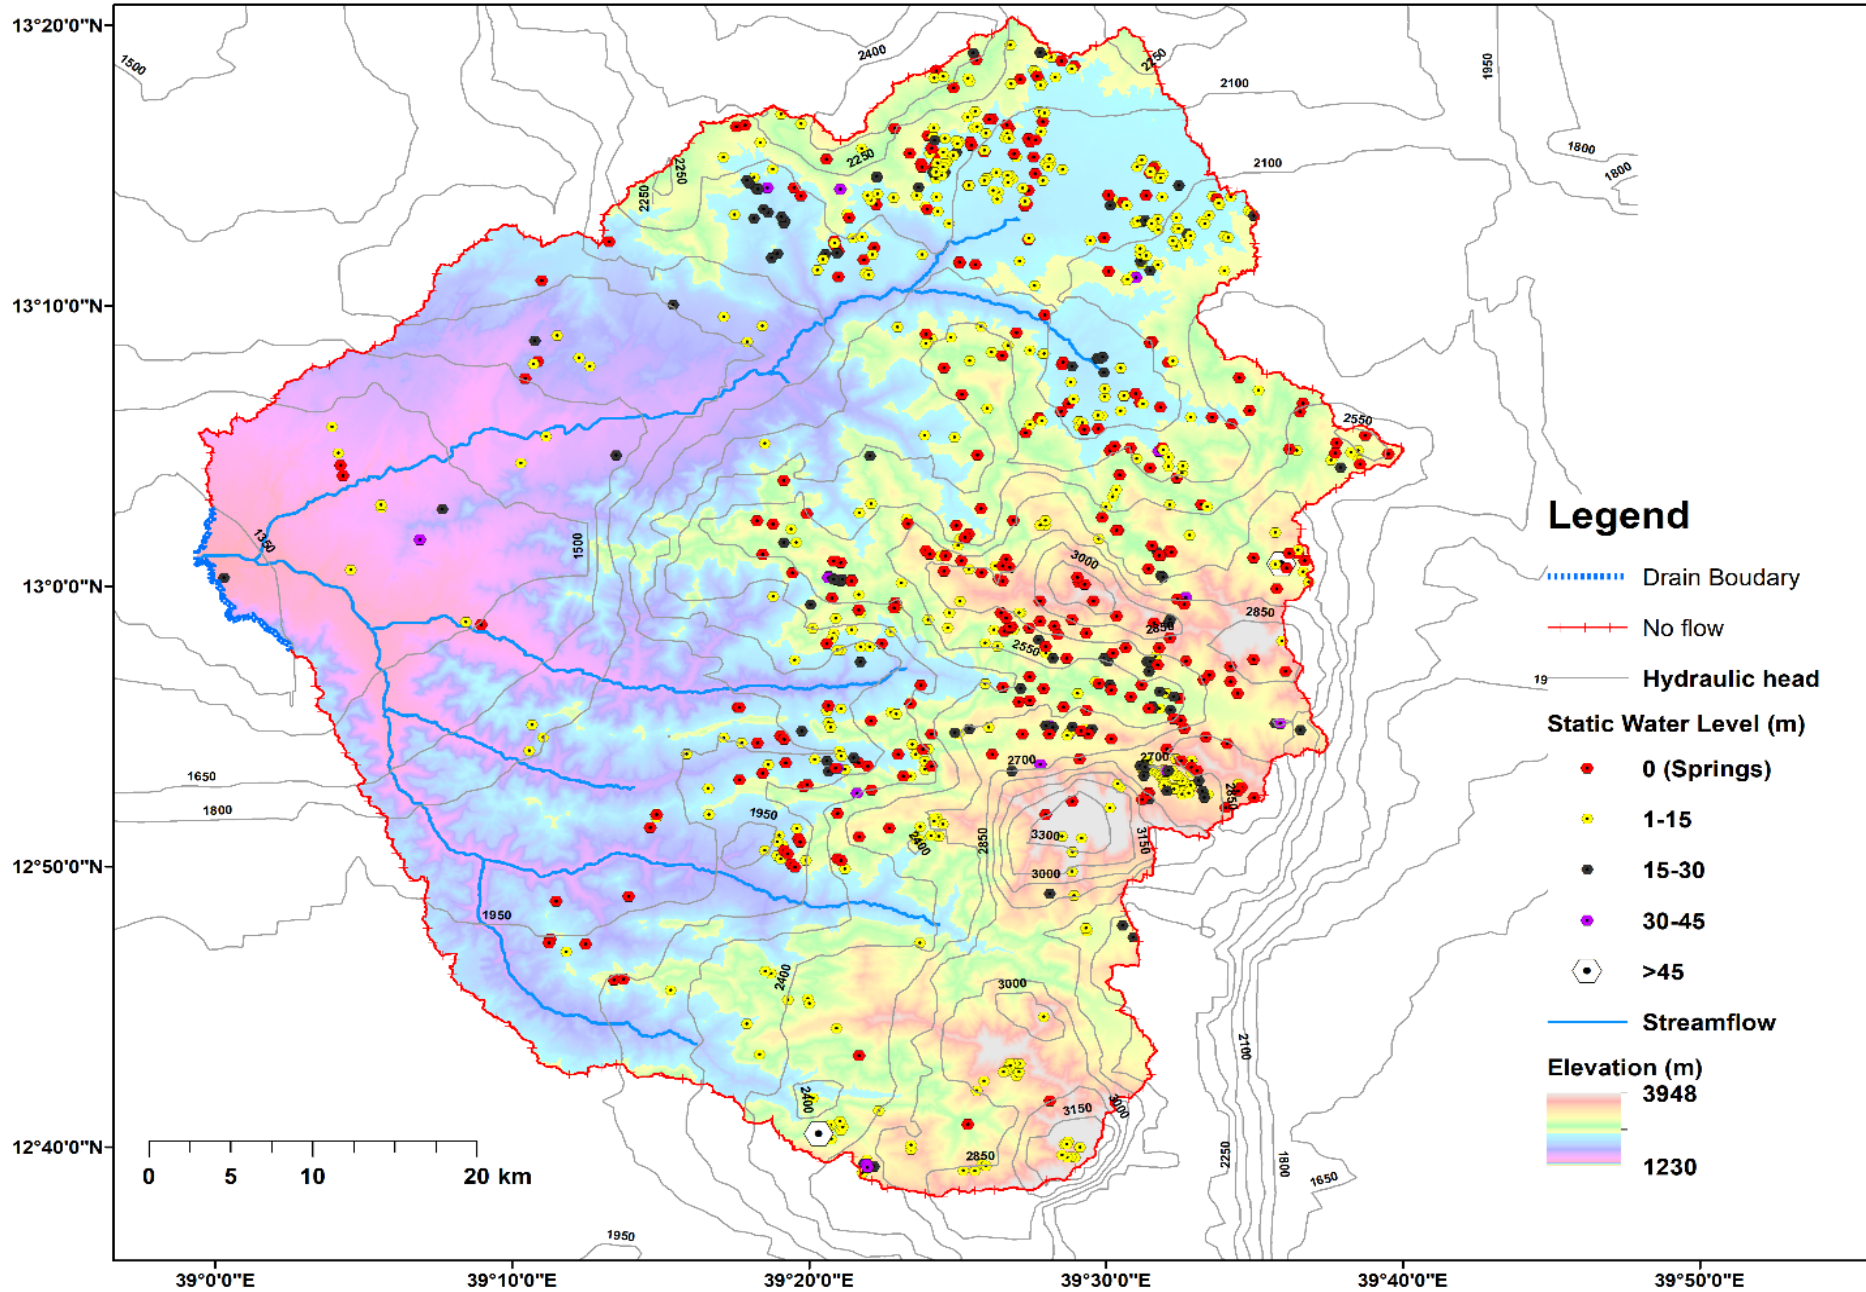 13°20'0"N
13°10'0"N
13°0'0"N
12°50'0"N
12°40'0"N
39°0'0"E
39°10'0"E
39°20'0"E
39°30'0"E
39°40'0"E
39°50'0"E
1500
2400
2250
2100
1950
2250
2250
2250
2100
1800
1800
2550
1350
1500
3000
2850
2850
2550
19
1650
1800
2700
2700
2850
1950
2400
2850
3300
3150
3000
1950
2400
3000
2400
3150
3000
2850
2100
2250
1800
1650
1950
0 5 10 20 km
Legend
Drain Boudary
No flow
Hydraulic head
Static Water Level (m)
0 (Springs)
1-15
15-30
30-45
>45
Streamflow
Elevation (m)
3948
1230